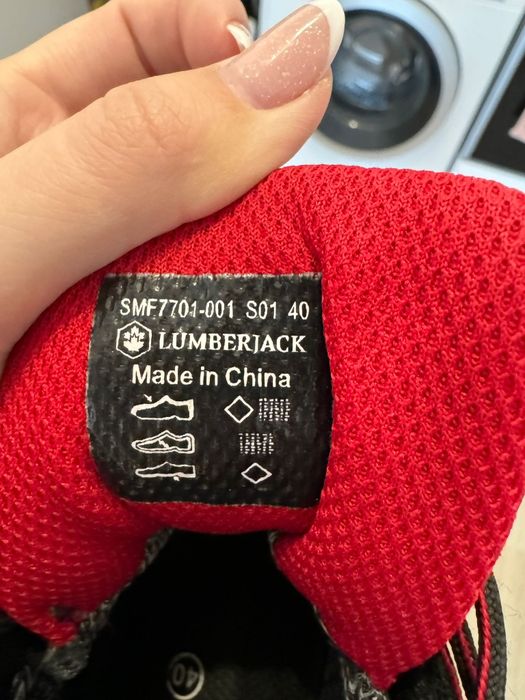 SMF7701-001 S01 40
LUMBERJACK
Made in China
40